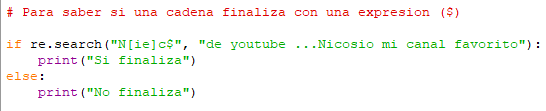 # Para saber si una cadena finaliza con una expresion ($)
if re.search("N[ie]c$", "de youtube ...Nicosio mi canal favorito"):
    print("Si finaliza")
else:
    print("No finaliza")